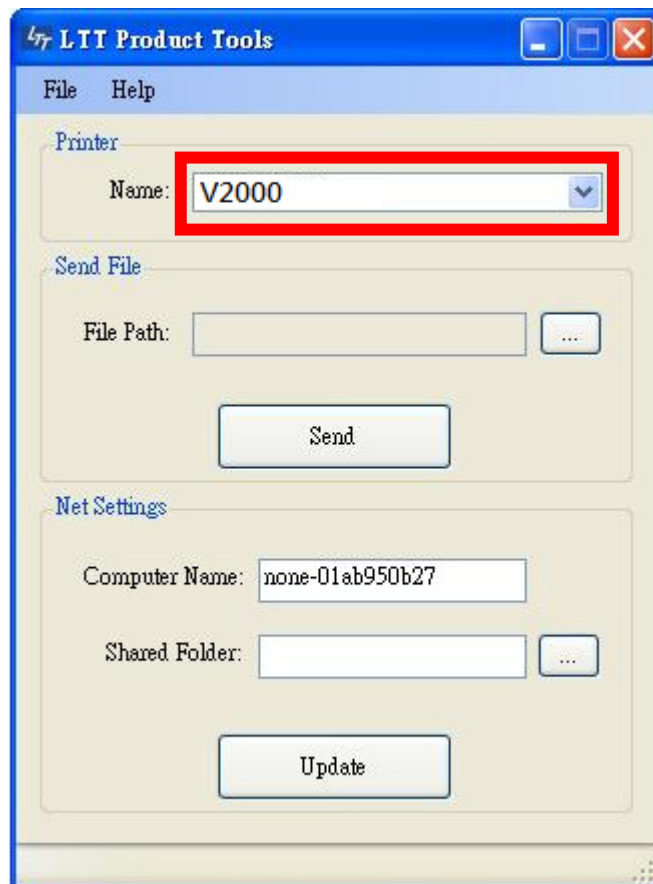 LTT LTT Product Tools
File Help
Printer
Name: V2000
Send File
File Path: ...
Send
Net Settings
Computer Name: none-01ab950b27
Shared Folder: ...
Update